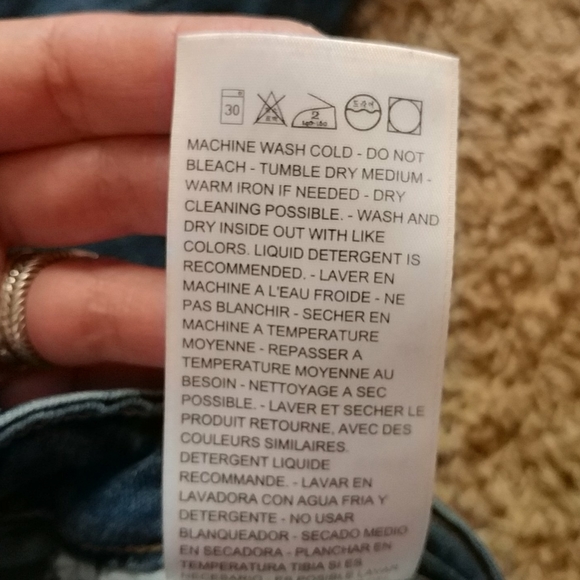 30
2
MACHINE WASH COLD - DO NOT
BLEACH - TUMBLE DRY MEDIUM -
WARM IRON IF NEEDED - DRY
CLEANING POSSIBLE. - WASH AND
DRY INSIDE OUT WITH LIKE
COLORS. LIQUID DETERGENT IS
RECOMMENDED. - LAVER EN
MACHINE A L'EAU FROIDE - NE
PAS BLANCHIR - SECHER EN
MACHINE A TEMPERATURE
MOYENNE - REPASSER A
TEMPERATURE MOYENNE AU
BESOIN - NETTOYAGE A SEC
POSSIBLE. - LAVER ET SECHER LE
PRODUIT RETOURNE, AVEC DES
COULEURS SIMILAIRES.
DETERGENT LIQUIDE
RECOMMANDE. - LAVAR EN
LAVADORA CON AGUA FRIA Y
DETERGENTE - NO USAR
BLANQUEADOR - SECADO MEDIO
EN SECADORA - PLANCHAR EN
TEMPERATURA TIBIA SI ES
NECESARIO - ES POSIBLE LAVAR